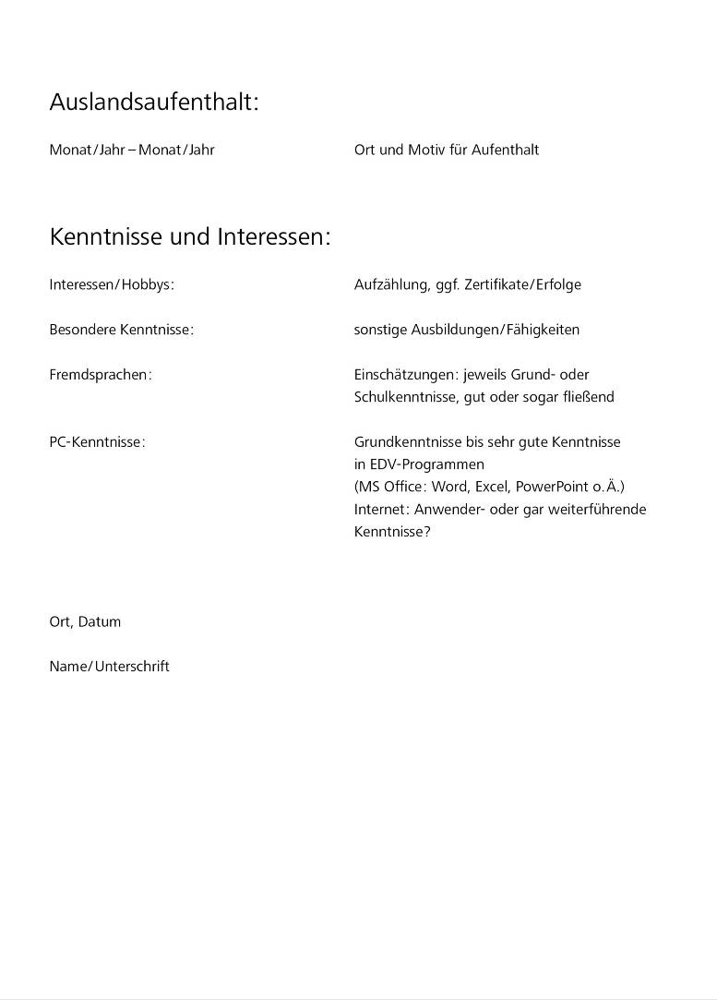 Auslandsaufenthalt:
Monat/Jahr – Monat/Jahr
Ort und Motiv für Aufenthalt
Kenntnisse und Interessen:
Interessen/Hobbys:
Aufzählung, ggf. Zertifikate/Erfolge
Besondere Kenntnisse:
sonstige Ausbildungen/Fähigkeiten
Fremdsprachen:
Einschätzungen: jeweils Grund- oder
Schulkenntnisse, gut oder sogar fließend
PC-Kenntnisse:
Grundkenntnisse bis sehr gute Kenntnisse
in EDV-Programmen
(MS Office: Word, Excel, PowerPoint o.Ä.)
Internet: Anwender- oder gar weiterführende
Kenntnisse?
Ort, Datum
Name/Unterschrift